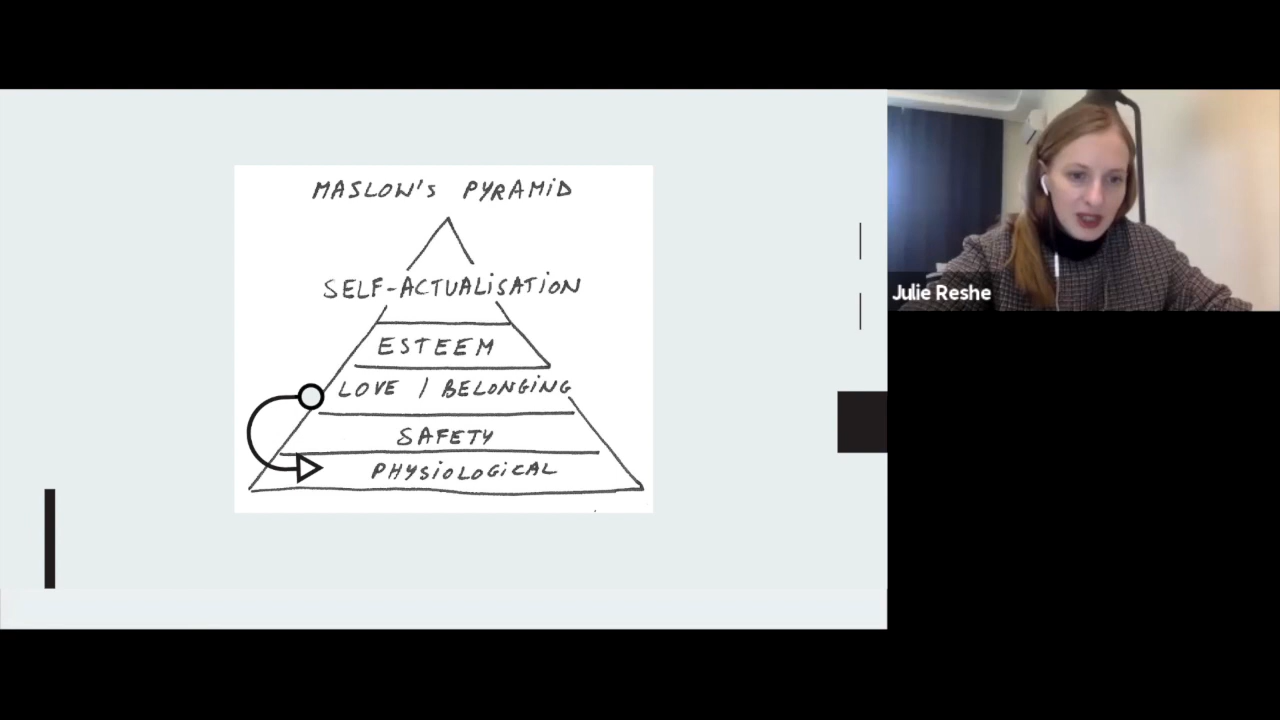 MASLOW'S PYRAMID
SELF-ACTUALISATION
ESTEEM
LOVE / BELONGING
SAFETY
PHYSIOLOGICAL
Julie Reshe